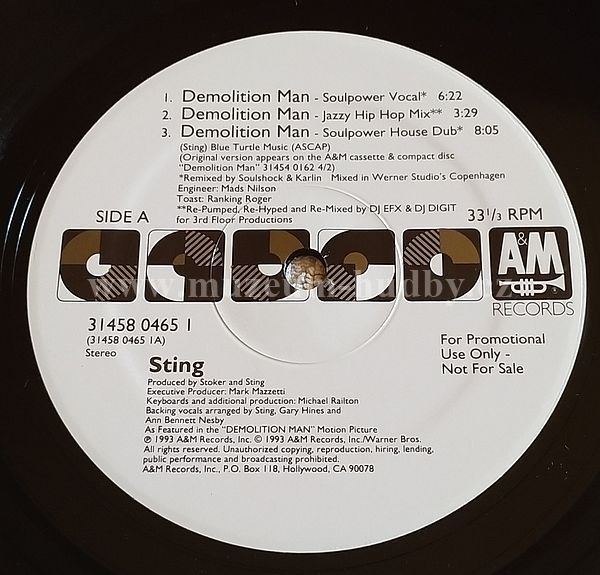 1. Demolition Man - Soulpower Vocal* 6:22
2. Demolition Man - Jazzy Hip Hop Mix** 3:29
3. Demolition Man - Soulpower House Dub* 8:05
(Sting) Blue Turtle Music (ASCAP)
(Original version appears on the A&M cassette & compact disc
"Demolition Man" 31454 0162 4/2)
*Remixed by Soulshock & Karlin Mixed in Werner Studio's Copenhagen
Engineer: Mads Nilson
Toast: Ranking Roger
**Re-Pumped, Re-Hyped and Re-Mixed by DJ EFX & DJ DIGIT
for 3rd Floor Productions
SIDE A
33 1/3 RPM
A&M
RECORDS
www.muzeum-hudby.cz
31458 0465 1
(31458 0465 1A)
Stereo
For Promotional
Use Only -
Not For Sale
Sting
Produced by Stoker and Sting
Executive Producer: Mark Mazzetti
Keyboards and additional production: Michael Railton
Backing vocals arranged by Sting, Gary Hines and
Ann Bennett Nesby
As Featured in the "DEMOLITION MAN" Motion Picture
℗ 1993 A&M Records, Inc. © 1993 A&M Records, Inc./Warner Bros.
All rights reserved. Unauthorized copying, reproduction, hiring, lending,
public performance and broadcasting prohibited.
A&M Records, Inc., P.O. Box 118, Hollywood, CA 90078